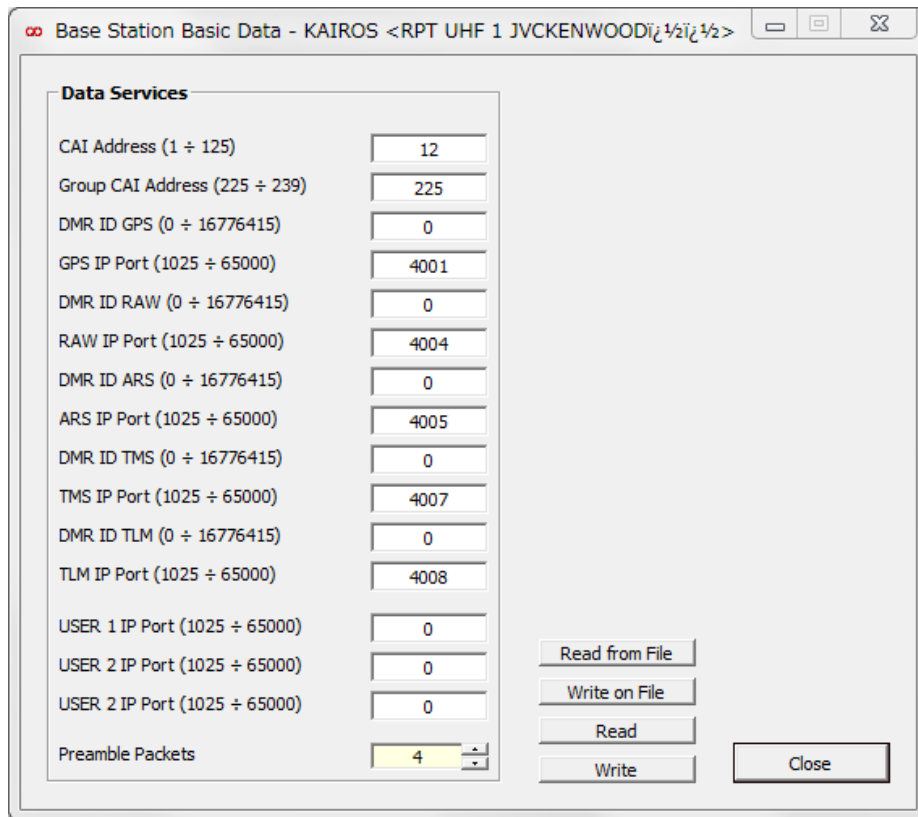 Base Station Basic Data - KAIROS <RPT UHF 1 JVCKENWOODï¿½ï¿½>
Data Services
CAI Address (1 ÷ 125) 12
Group CAI Address (225 ÷ 239) 225
DMR ID GPS (0 ÷ 16776415) 0
GPS IP Port (1025 ÷ 65000) 4001
DMR ID RAW (0 ÷ 16776415) 0
RAW IP Port (1025 ÷ 65000) 4004
DMR ID ARS (0 ÷ 16776415) 0
ARS IP Port (1025 ÷ 65000) 4005
DMR ID TMS (0 ÷ 16776415) 0
TMS IP Port (1025 ÷ 65000) 4007
DMR ID TLM (0 ÷ 16776415) 0
TLM IP Port (1025 ÷ 65000) 4008
USER 1 IP Port (1025 ÷ 65000) 0
USER 2 IP Port (1025 ÷ 65000) 0
USER 2 IP Port (1025 ÷ 65000) 0
Preamble Packets 4
Read from File
Write on File
Read
Write
Close